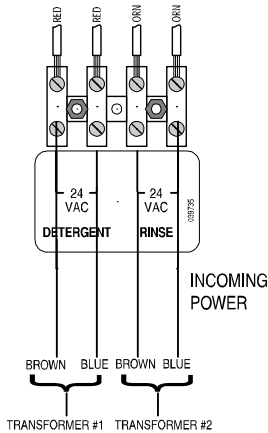 RED RED ORN ORN
24 VAC 24 VAC
DETERGENT RINSE
039735
INCOMING POWER
BROWN BLUE BROWN BLUE
TRANSFORMER #1 TRANSFORMER #2